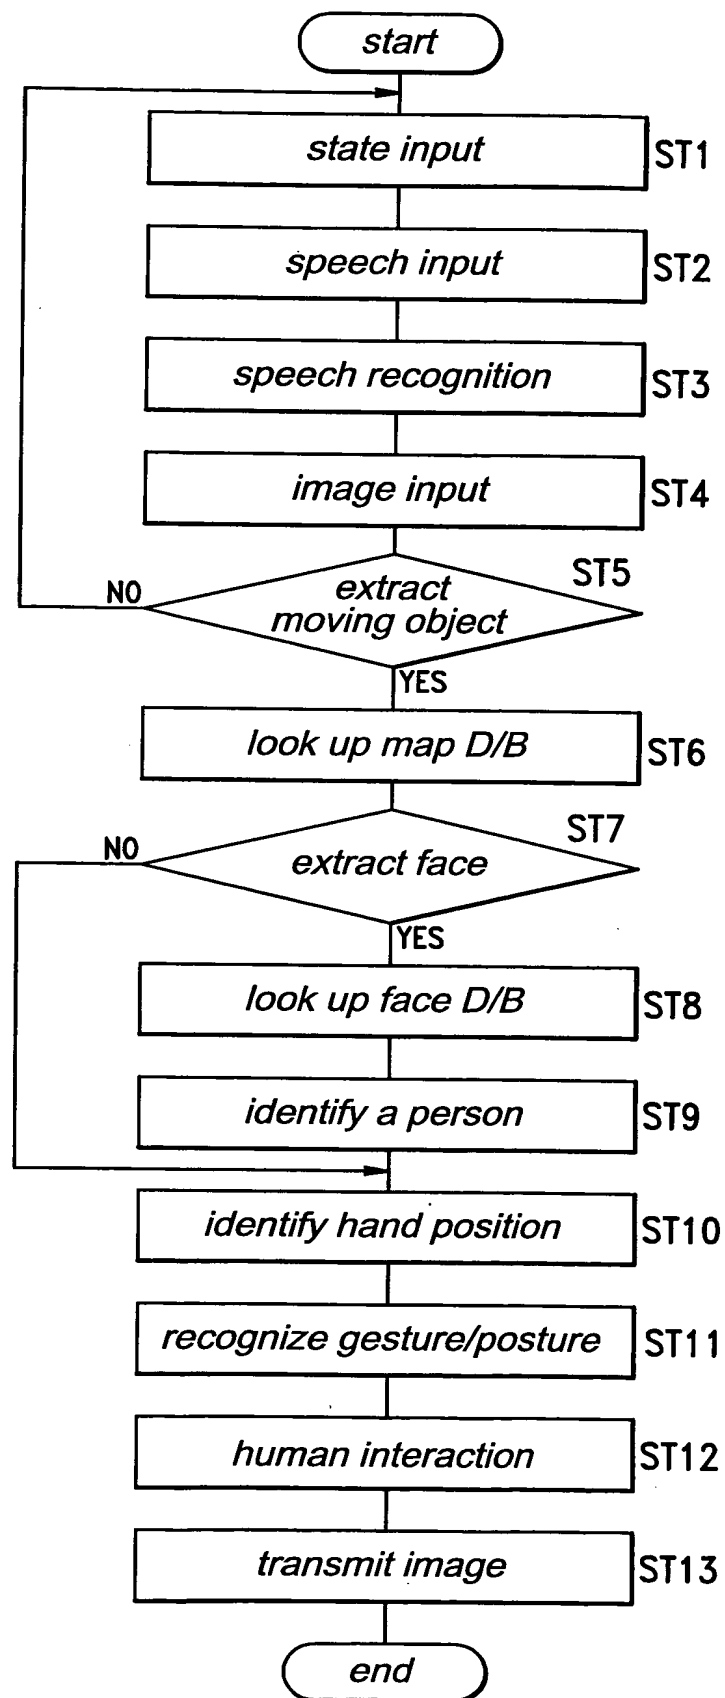 start
state input ST1
speech input ST2
speech recognition ST3
image input ST4
ST5
extract
moving object
NO
YES
look up map D/B ST6
ST7
NO
extract face
YES
look up face D/B ST8
identify a person ST9
identify hand position ST10
recognize gesture/posture ST11
human interaction ST12
transmit image ST13
end